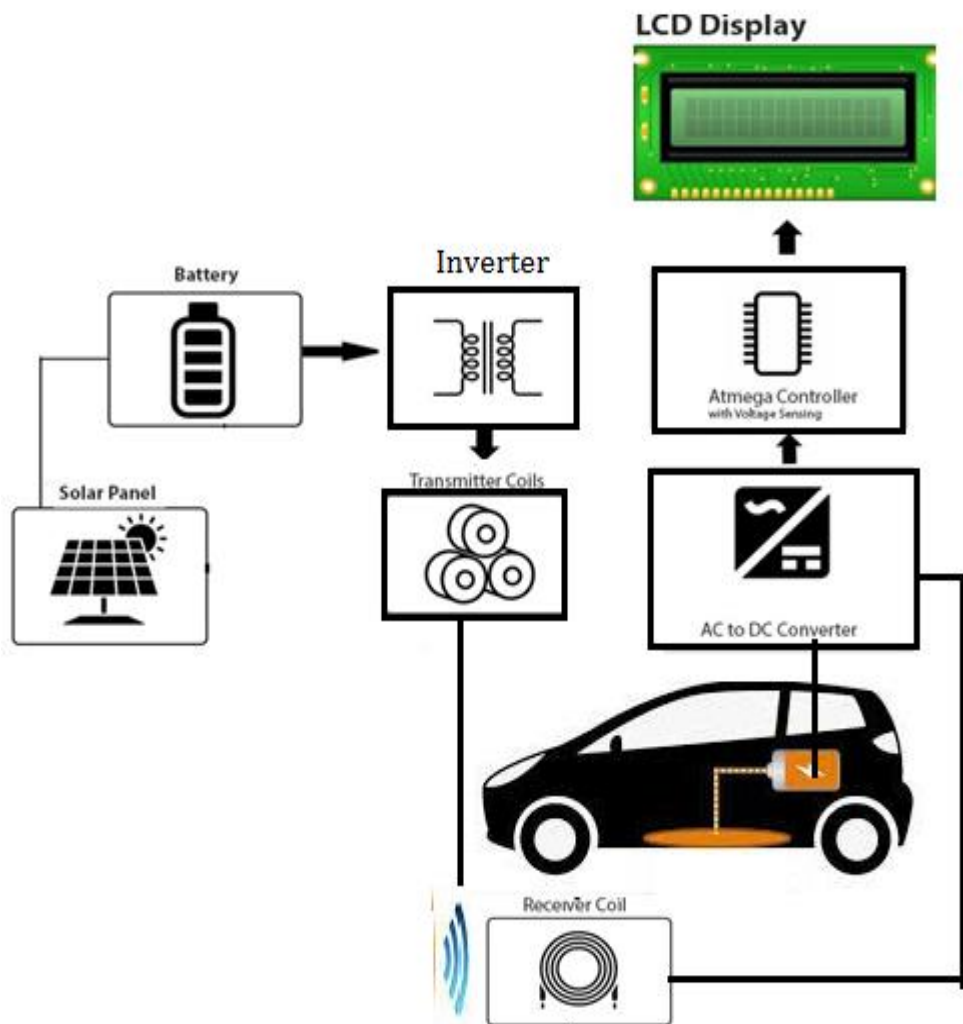 LCD Display
Battery
Inverter
Atmega Controller
with Voltage Sensing
Solar Panel
Transmitter Coils
AC to DC Converter
Receiver Coil